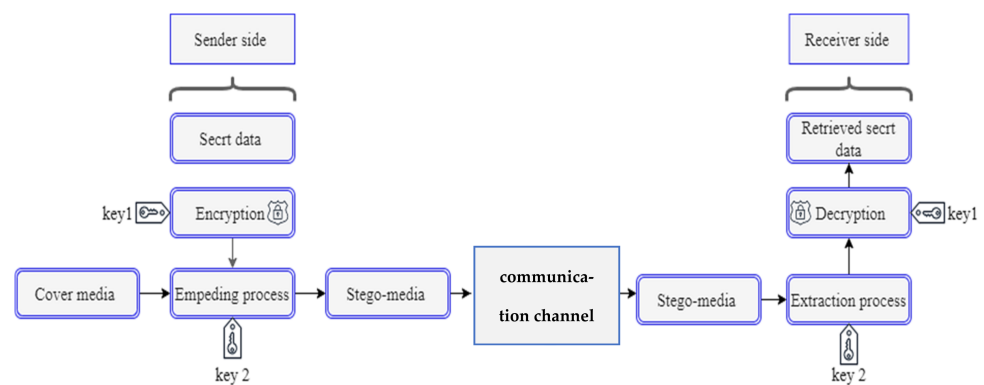 Sender side
Receiver side
Secrt data
Retrieved secrt
data
key1
Encryption
Decryption
key1
Cover media
Empeding process
Stego-media
communica-
tion channel
Stego-media
Extraction process
key 2
key 2